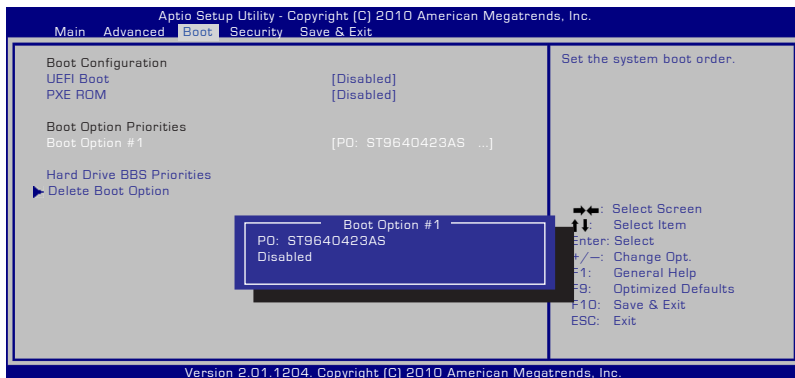 Aptio Setup Utility - Copyright (C) 2010 American Megatrends, Inc.
Main Advanced Boot Security Save & Exit
Boot Configuration
UEFI Boot [Disabled]
PXE ROM [Disabled]
Boot Option Priorities
Boot Option #1 [P0: ST9640423AS ...]
Hard Drive BBS Priorities
Delete Boot Option
Set the system boot order.
Boot Option #1
P0: ST9640423AS
Disabled
→←: Select Screen
↑↓: Select Item
Enter: Select
+/—: Change Opt.
F1: General Help
F9: Optimized Defaults
F10: Save & Exit
ESC: Exit
Version 2.01.1204. Copyright (C) 2010 American Megatrends, Inc.